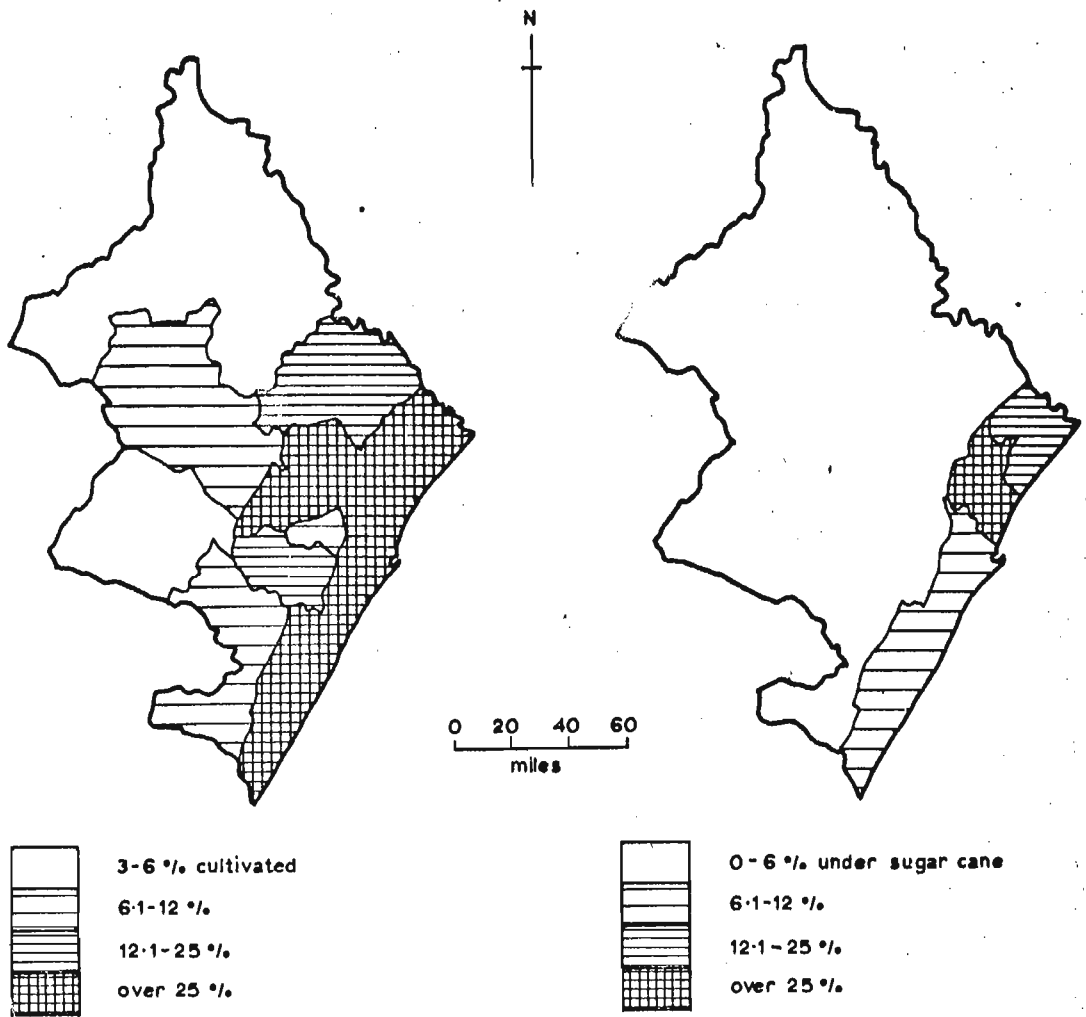 N
0 20 40 60
miles
3-6 % cultivated
6·1-12 %
12·1-25 %
over 25 %
0-6 % under sugar cane
6·1-12 %
12·1-25 %
over 25 %